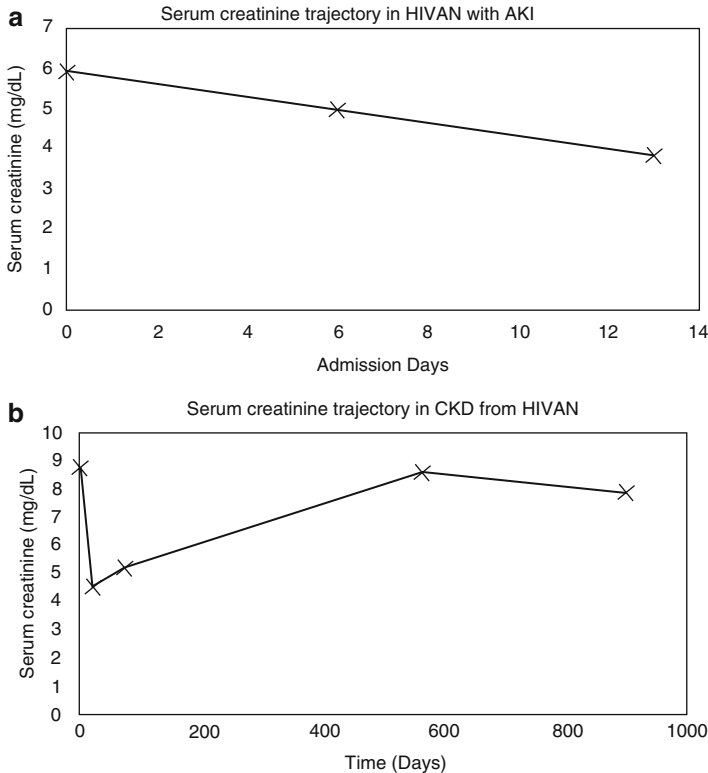 a
Serum creatinine trajectory in HIVAN with AKI
7
6
5
4
3
2
1
0
Serum creatinine (mg/dL)
0 2 4 6 8 10 12 14
Admission Days
b
Serum creatinine trajectory in CKD from HIVAN
10
9
8
7
6
5
4
3
2
1
0
Serum creatinine (mg/dL)
0 200 400 600 800 1000
Time (Days)